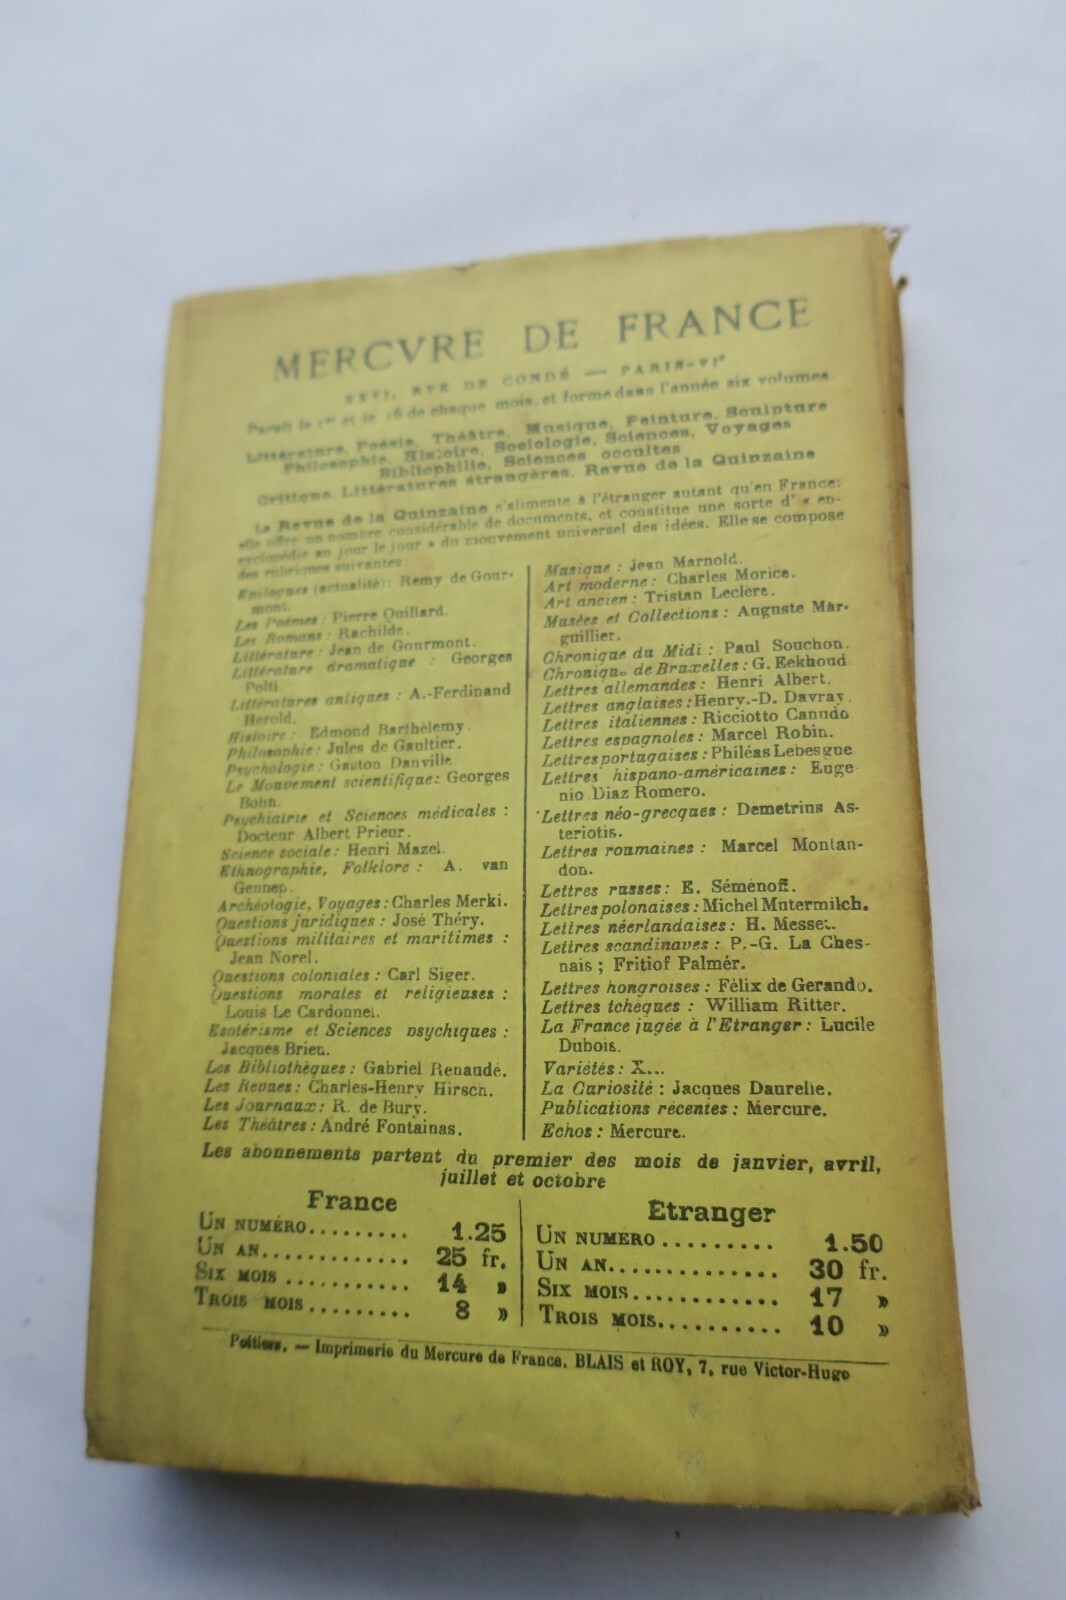 MERCVRE DE FRANCE
XXVI, RVE DE CONDÉ — PARIS-VIe
Paraît le 1er et le 16 de chaque mois, et forme dans l'année six volumes
Littérature, Poésie, Théâtre, Musique, Peinture, Sculpture
Philosophie, Histoire, Sociologie, Sciences, Voyages
Bibliophilie, Sciences occultes
Critique, Littératures étrangères, Revue de la Quinzaine
La Revue de la Quinzaine s'alimente à l'étranger autant qu'en France;
elle offre un nombre considérable de documents, et constitue une sorte d' « en-
cyclopédie au jour le jour » du mouvement universel des idées. Elle se compose
des rubriques suivantes :
Epilogues (actualité) : Remy de Gour-
mont.
Les Poèmes : Pierre Quillard.
Les Romans : Rachilde.
Littérature : Jean de Gourmont.
Littérature dramatique : Georges
Polti
Littératures antiques : A.-Ferdinand
Herold.
Histoire : Edmond Barthèlemy.
Philosophie : Jules de Gaultier.
Psychologie : Gaston Danville.
Le Mouvement scientifique : Georges
Bohn.
Psychiatrie et Sciences médicales :
Docteur Albert Prieur.
Science sociale : Henri Mazel.
Ethnographie, Folklore : A. van
Gennep.
Archéologie, Voyages : Charles Merki.
Questions juridiques : José Théry.
Questions militaires et maritimes :
Jean Norel.
Questions coloniales : Carl Siger.
Questions morales et religieuses :
Louis Le Cardonnel.
Esotérisme et Sciences psychiques :
Jacques Brieu.
Les Bibliothèques : Gabriel Renaudé.
Les Revues : Charles-Henry Hirsch.
Les Journaux : R. de Bury.
Les Théâtres : André Fontainas.
Musique : Jean Marnold.
Art moderne : Charles Morice.
Art ancien : Tristan Leclère.
Musées et Collections : Auguste Mar-
guillier.
Chronique du Midi : Paul Souchon.
Chronique de Bruxelles : G. Eekhoud
Lettres allemandes : Henri Albert.
Lettres anglaises : Henry.-D. Davray.
Lettres italiennes : Ricciotto Canudo
Lettres espagnoles : Marcel Robin.
Lettres portugaises : Philéas Lebesgue
Lettres hispano-américaines : Euge
nio Diaz Romero.
Lettres néo-grecques : Demetrius As-
teriotis.
Lettres roumaines : Marcel Montan-
don.
Lettres russes : E. Séménoff.
Lettres polonaises : Michel Mutermilch.
Lettres néerlandaises : H. Messet.
Lettres scandinaves : P.-G. La Ches-
nais ; Fritiof Palmér.
Lettres hongroises : Félix de Gerando.
Lettres tchèques : William Ritter.
La France jugée à l'Etranger : Lucile
Dubois.
Variétés : X...
La Curiosité : Jacques Daurelle.
Publications récentes : Mercure.
Echos : Mercure.
Les abonnements partent du premier des mois de janvier, avril,
juillet et octobre
France
UN NUMÉRO......... 1.25
UN AN............. 25 fr.
SIX MOIS ........... 14 »
TROIS MOIS......... 8 »
Etranger
UN NUMÉRO ......... 1.50
UN AN.............. 30 fr.
SIX MOIS............ 17 »
TROIS MOIS.......... 10 »
Poitiers. — Imprimerie du Mercure de France, BLAIS et ROY, 7, rue Victor-Hugo